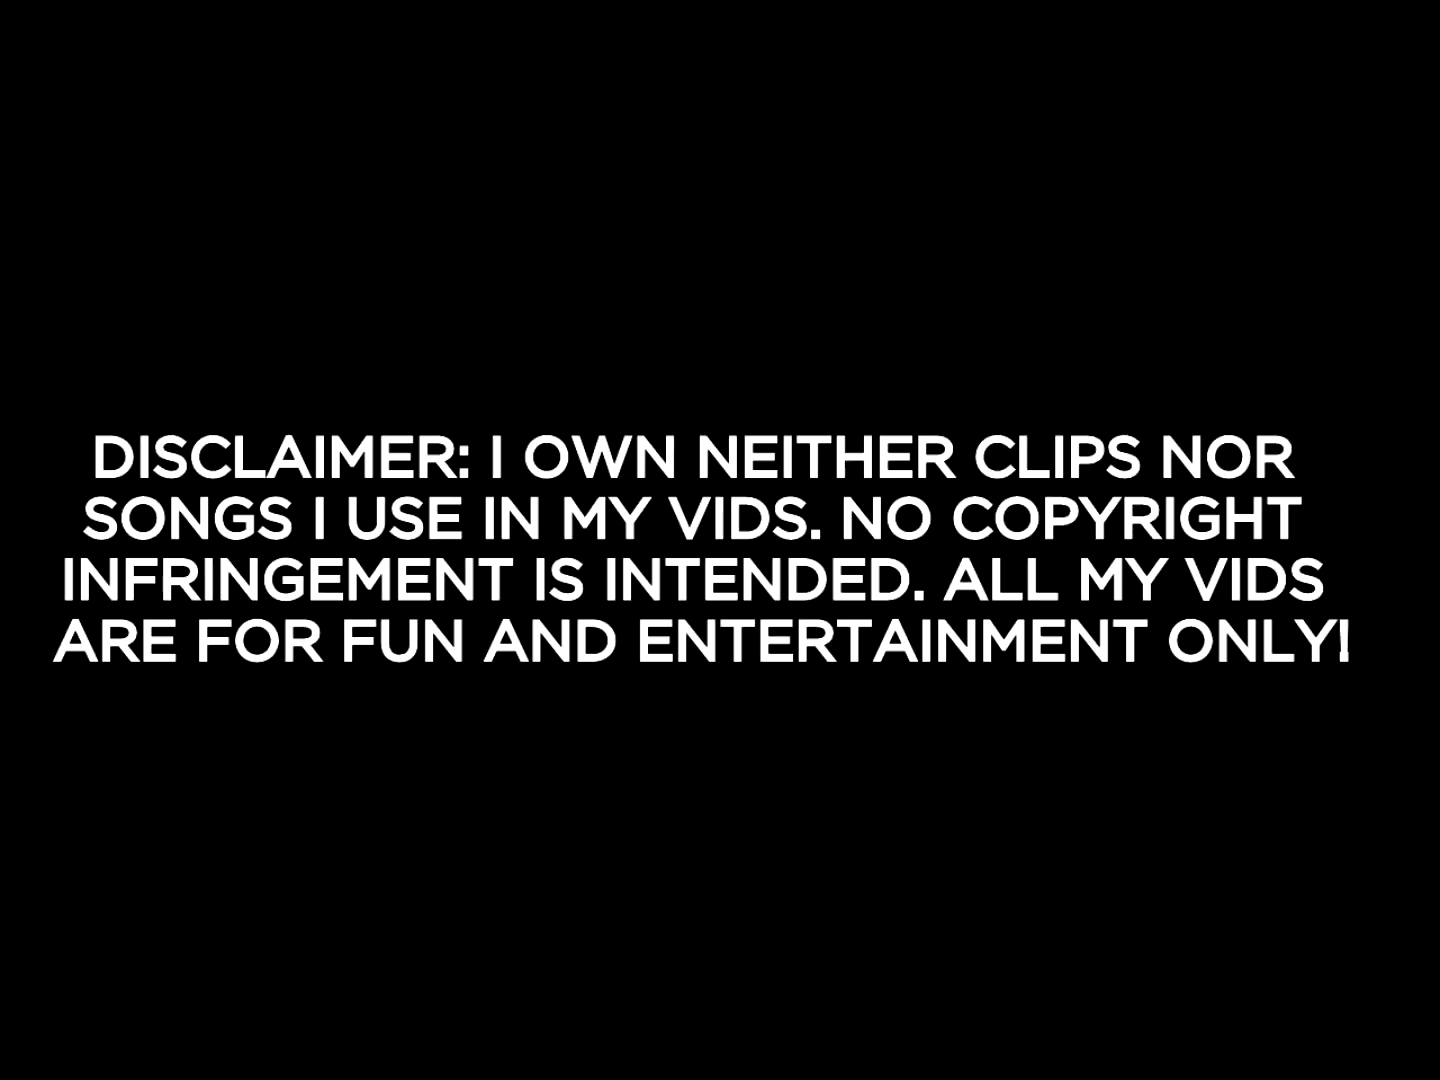 DISCLAIMER: I OWN NEITHER CLIPS NOR
SONGS I USE IN MY VIDS. NO COPYRIGHT
INFRINGEMENT IS INTENDED. ALL MY VIDS
ARE FOR FUN AND ENTERTAINMENT ONLY!